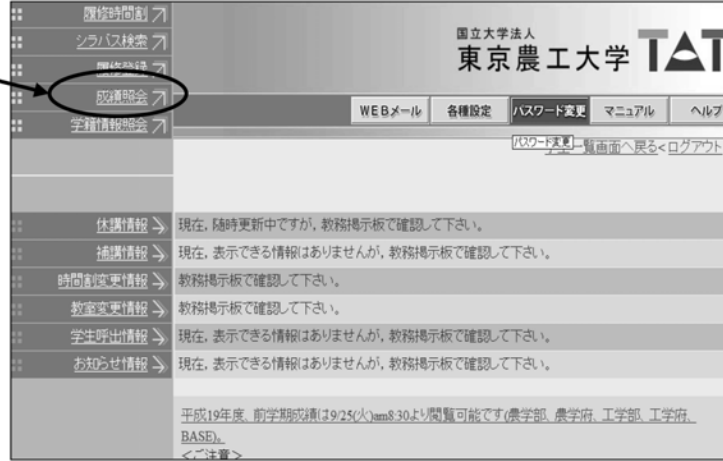 履修時間割
シラバス検索
履修登録
成績照会
学籍情報照会
国立大学法人
東京農工大学 TAT
WEBメール 各種設定 パスワード変更 マニュアル ヘルプ
パスワード変更
一覧画面へ戻る<ログアウト
休講情報 現在, 随時更新中ですが, 教務掲示板で確認して下さい。
補講情報 現在, 表示できる情報はありませんが, 教務掲示板で確認して下さい。
時間割変更情報 教務掲示板で確認して下さい。
教室変更情報 教務掲示板で確認して下さい。
学生呼出情報 現在, 表示できる情報はありませんが, 教務掲示板で確認して下さい。
お知らせ情報 現在, 表示できる情報はありませんが, 教務掲示板で確認して下さい。
平成19年度、前学期成績は9/25(火)am8:30より閲覧可能です(農学部、農学府、工学部、工学府、
BASE)。
<ご注意>